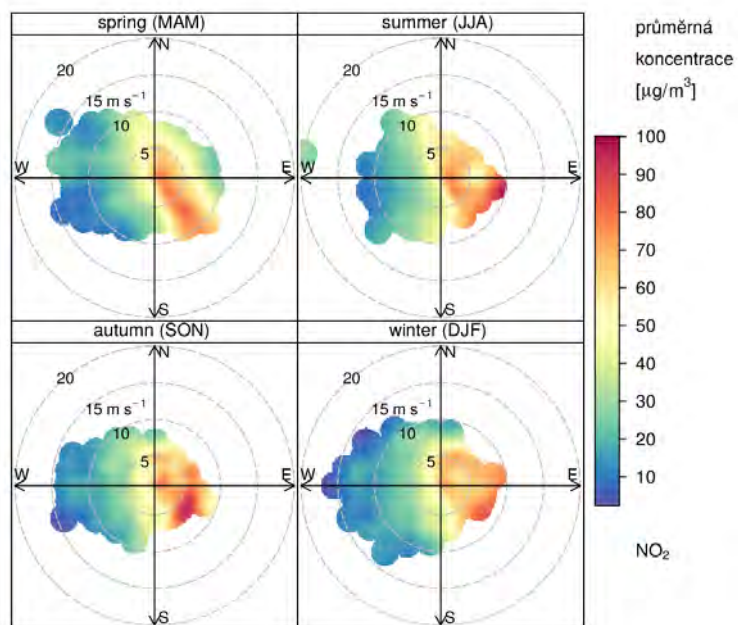 spring (MAM)
N
20
15 m s⁻¹
10
5
W
E
S
summer (JJA)
N
20
15 m s⁻¹
10
5
W
E
S
autumn (SON)
N
20
15 m s⁻¹
10
5
W
E
S
winter (DJF)
N
20
15 m s⁻¹
10
5
W
E
S
průměrná
koncentrace
[µg/m³]
100
90
80
70
60
50
40
30
20
10
NO₂